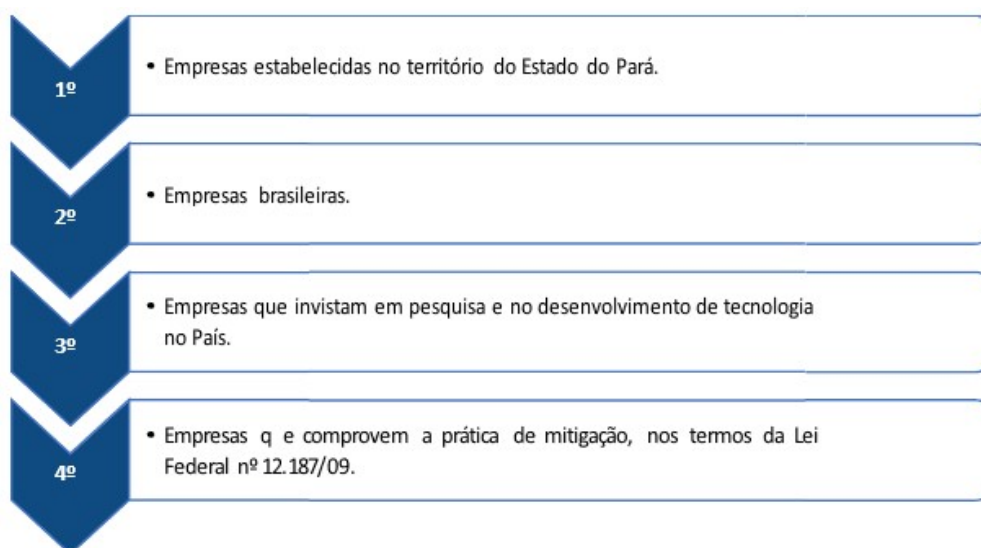 1º
• Empresas estabelecidas no território do Estado do Pará.
2º
• Empresas brasileiras.
3º
• Empresas que invistam em pesquisa e no desenvolvimento de tecnologia
no País.
4º
• Empresas q e comprovem a prática de mitigação, nos termos da Lei
Federal nº 12.187/09.